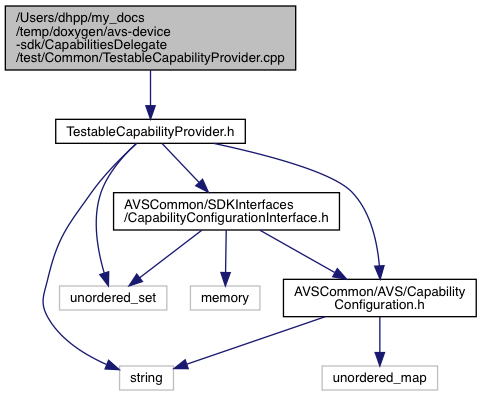 /Users/dhpp/my_docs
/temp/doxygen/avs-device
-sdk/CapabilitiesDelegate
/test/Common/TestableCapabilityProvider.cpp
TestableCapabilityProvider.h
AVSCommon/SDKInterfaces
/CapabilityConfigurationInterface.h
unordered_set
memory
AVSCommon/AVS/Capability
Configuration.h
string
unordered_map